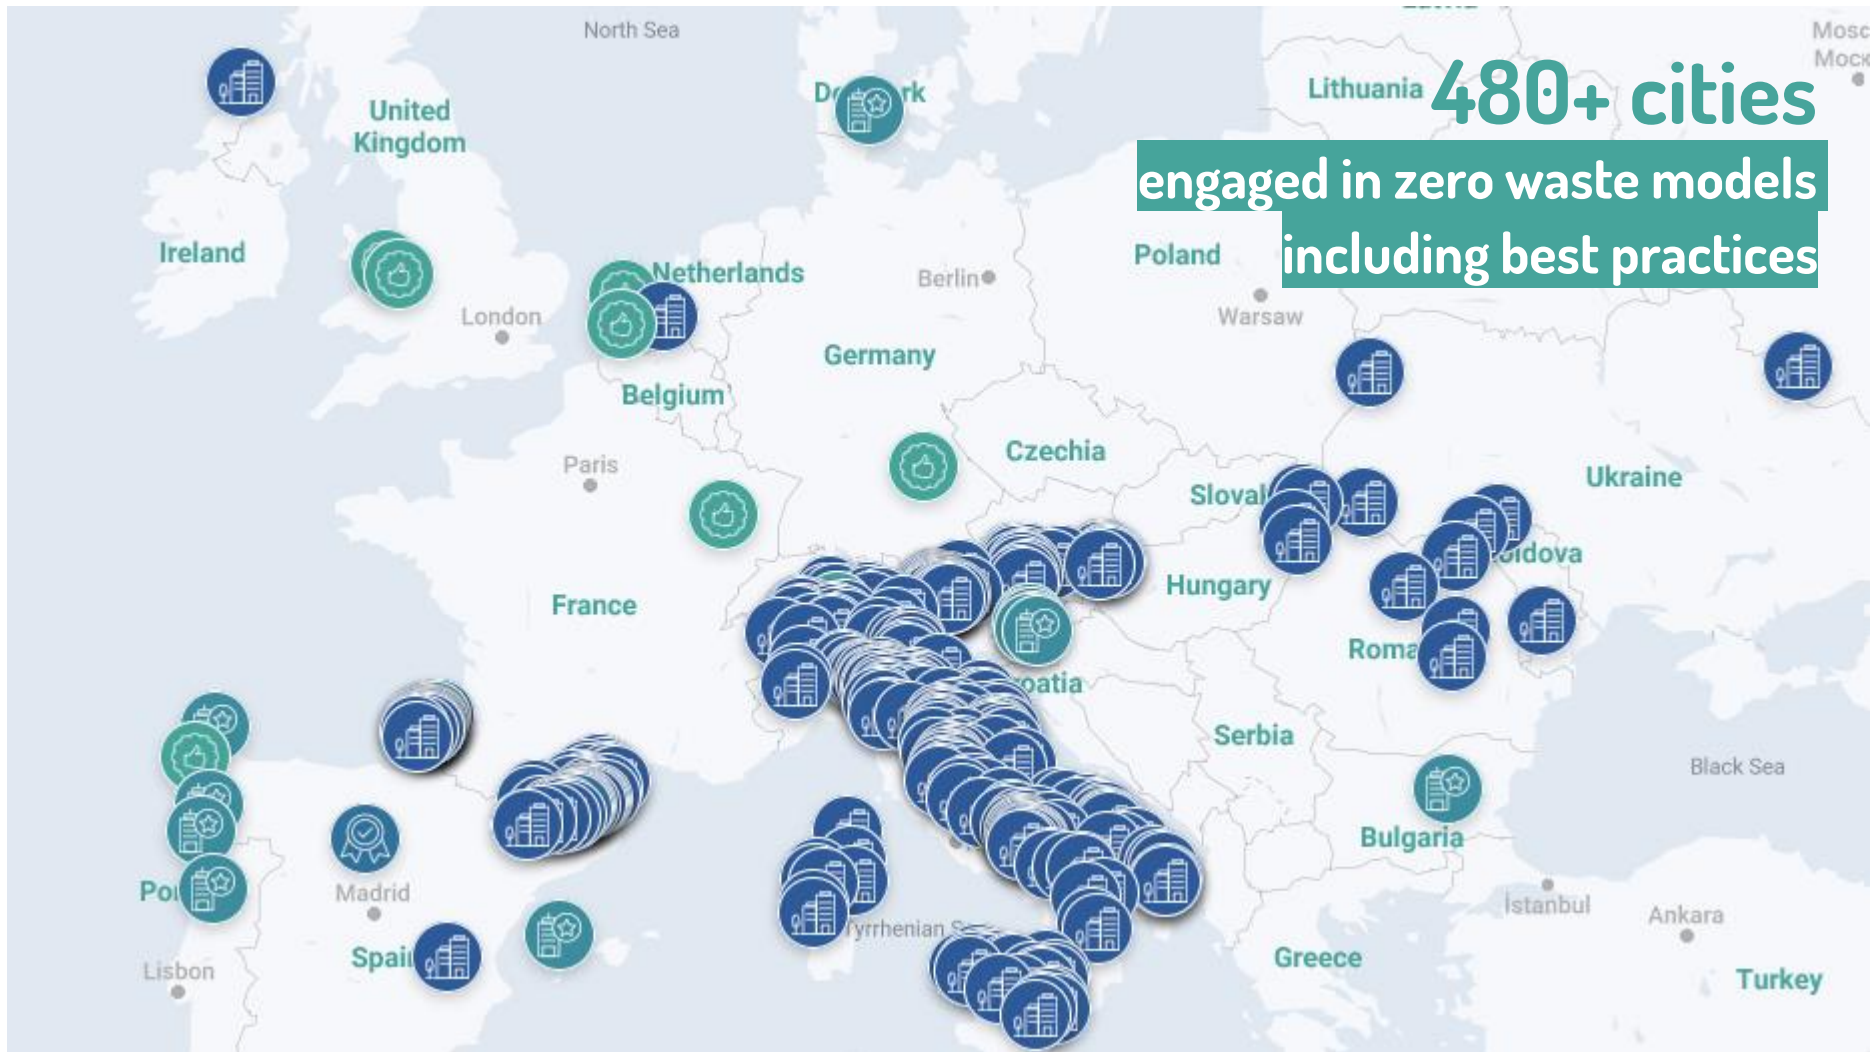 480+ cities
engaged in zero waste models
including best practices
North Sea
United
Kingdom
Ireland
London
Netherlands
Belgium
Berlin
Germany
Lithuania
Poland
Warsaw
Paris
Czechia
France
Hungary
Ukraine
Serbia
Black Sea
Bulgaria
Madrid
Lisbon
Greece
İstanbul
Ankara
Turkey